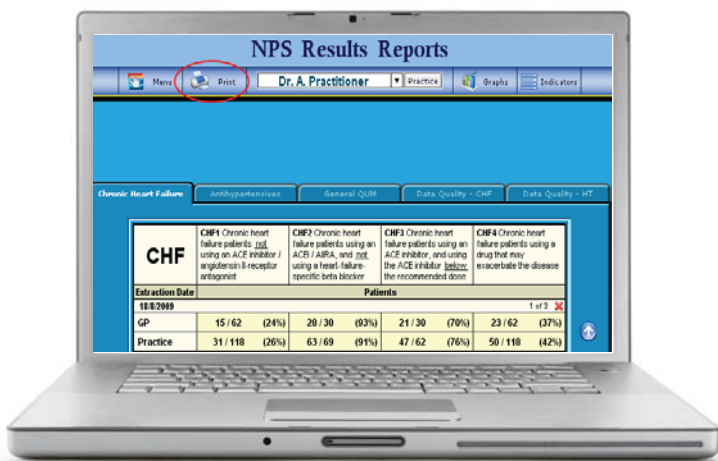 NPS Results Reports
Menu Print Dr. A. Practitioner Practice Graphs Indicators
Chronic Heart Failure Antihypertensives General QUM Data Quality - CHF Data Quality - HT
CHF
CHF1 Chronic heart
failure patients not
using an ACE inhibitor /
angiotensin II-receptor
antagonist
CHF2 Chronic heart
failure patients using an
ACEI / AIIRA, and not
using a heart-failure-
specific beta blocker
CHF3 Chronic heart
failure patients using an
ACE inhibitor, and using
the ACE inhibitor below
the recommended dose
CHF4 Chronic heart
failure patients using a
drug that may
exacerbate the disease
Extraction Date Patients
18/8/2009 1 of 3
GP 15 / 62 (24%) 28 / 30 (93%) 21 / 30 (70%) 23 / 62 (37%)
Practice 31 / 118 (26%) 63 / 69 (91%) 47 / 62 (76%) 50 / 118 (42%)